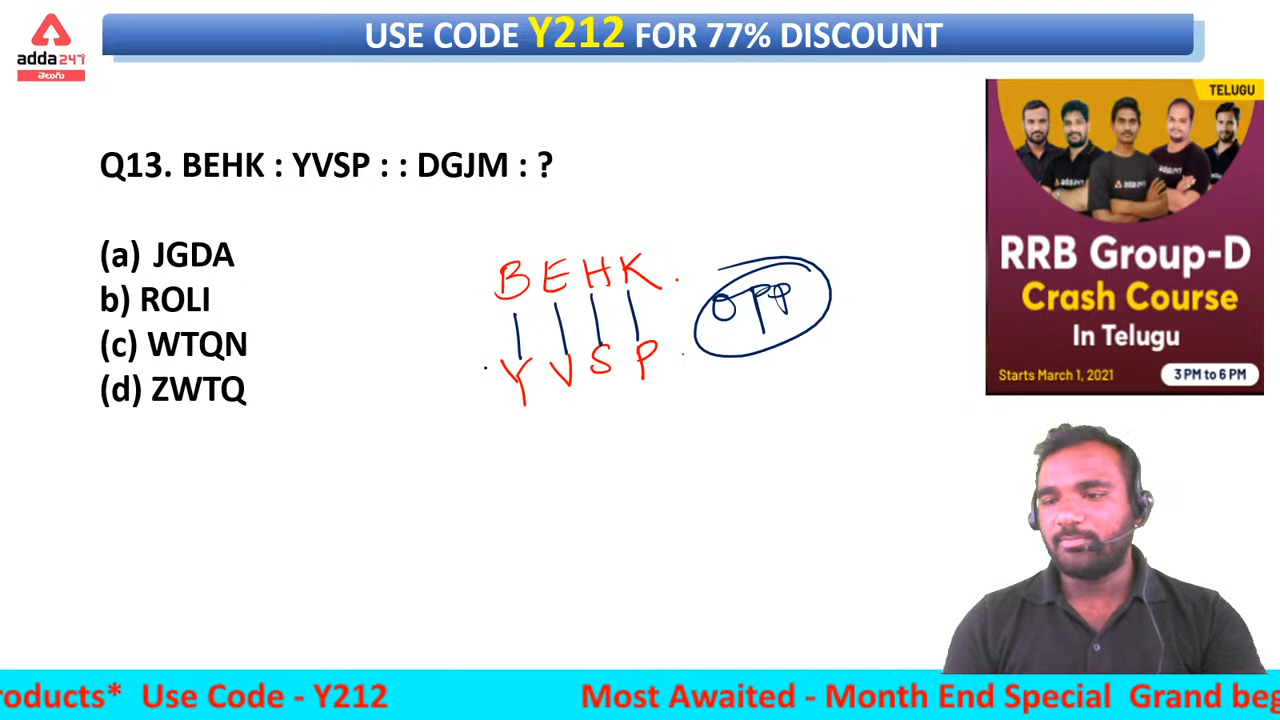 USE CODE Y212 FOR 77% DISCOUNT
adda247
తెలుగు
TELUGU
Q13. BEHK : YVSP : : DGJM : ?
(a) JGDA
b) ROLI
(c) WTQN
(d) ZWTQ
BEHK
YVSP
OPP
RRB Group-D
Crash Course
In Telugu
Starts March 1, 2021
3 PM to 6 PM
roducts* Use Code - Y212
Most Awaited - Month End Special Grand beg